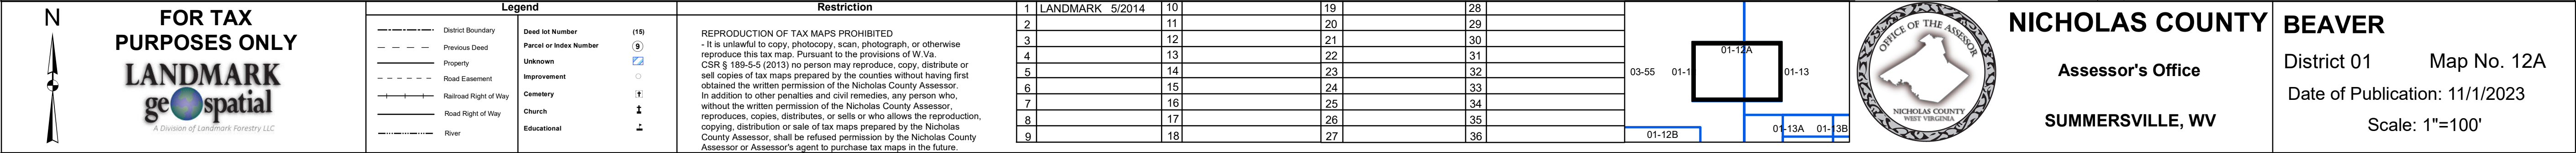 N
FOR TAX
PURPOSES ONLY
LANDMARK
geospatial
A Division of Landmark Forestry LLC
Legend
District Boundary
Previous Deed
Property
Road Easement
Railroad Right of Way
Road Right of Way
River
Deed lot Number (15)
Parcel or Index Number 9
Unknown
Improvement
Cemetery
Church
Educational
Restriction
REPRODUCTION OF TAX MAPS PROHIBITED
- It is unlawful to copy, photocopy, scan, photograph, or otherwise
reproduce this tax map. Pursuant to the provisions of W.Va.
CSR § 189-5-5 (2013) no person may reproduce, copy, distribute or
sell copies of tax maps prepared by the counties without having first
obtained the written permission of the Nicholas County Assessor.
In addition to other penalties and civil remedies, any person who,
without the written permission of the Nicholas County Assessor,
reproduces, copies, distributes, or sells or who allows the reproduction,
copying, distribution or sale of tax maps prepared by the Nicholas
County Assessor, shall be refused permission by the Nicholas County
Assessor or Assessor's agent to purchase tax maps in the future.
1 LANDMARK 5/2014 10 19 28
2 11 20 29
3 12 21 30
4 13 22 31
5 14 23 32
6 15 24 33
7 16 25 34
8 17 26 35
9 18 27 36
01-12A
03-55 01-1 01-13
01-12B
01-13A 01-13B
OFFICE OF THE ASSESSOR
NICHOLAS COUNTY
WEST VIRGINIA
NICHOLAS COUNTY
Assessor's Office
SUMMERSVILLE, WV
BEAVER
District 01 Map No. 12A
Date of Publication: 11/1/2023
Scale: 1"=100'